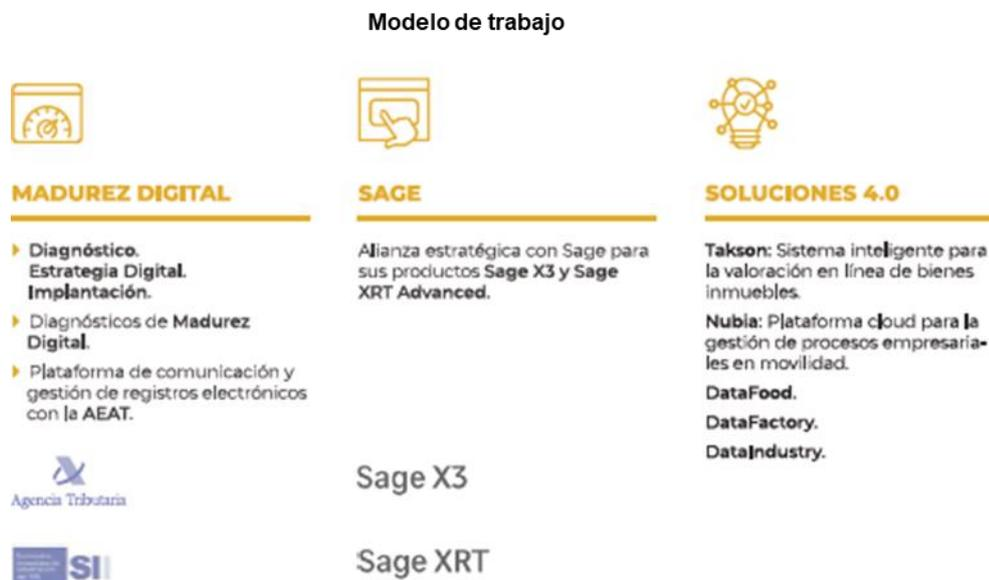 Modelo de trabajo
MADUREZ DIGITAL
Diagnóstico.
Estrategia Digital.
Implantación.
Diagnósticos de Madurez
Digital.
Plataforma de comunicación y
gestión de registros electrónicos
con la AEAT.
Agencia Tributaria
SII
SAGE
Alianza estratégica con Sage para
sus productos Sage X3 y Sage
XRT Advanced.
Sage X3
Sage XRT
SOLUCIONES 4.0
Takson: Sistema inteligente para
la valoración en línea de bienes
inmuebles.
Nubia: Plataforma cloud para la
gestión de procesos empresaria-
les en movilidad.
DataFood.
DataFactory.
DataIndustry.